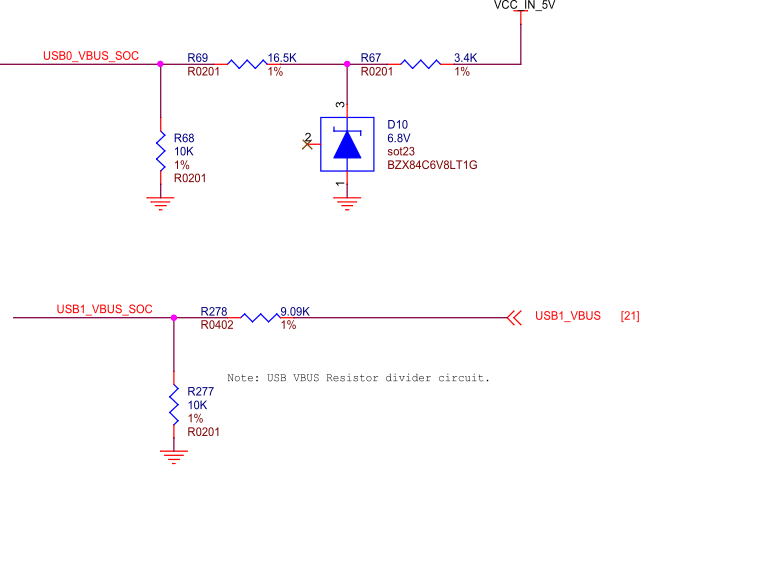 VCC_IN_5V
USB0_VBUS_SOC
R69
16.5K
R67
3.4K
R0201
1%
R0201
1%
3
D10
6.8V
sot23
BZX84C6V8LT1G
2
1
R68
10K
1%
R0201
USB1_VBUS_SOC
R278
9.09K
USB1_VBUS
[21]
R0402
1%
Note: USB VBUS Resistor divider circuit.
R277
10K
1%
R0201